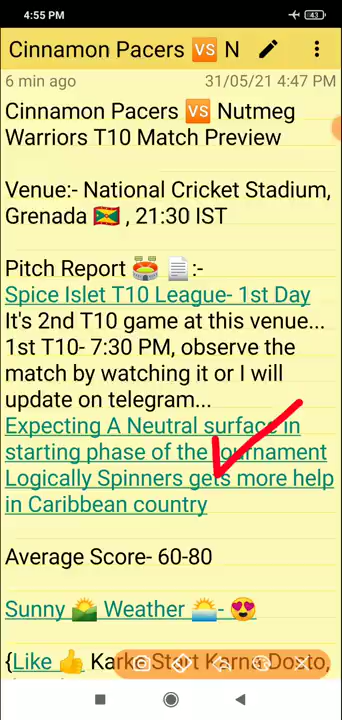 4:55 PM
43
Cinnamon Pacers 🆚 N
6 min ago 31/05/21 4:47 PM
Cinnamon Pacers 🆚 Nutmeg
Warriors T10 Match Preview
Venue:- National Cricket Stadium,
Grenada 🇬🇩 , 21:30 IST
Pitch Report 🏟️ 📄:-
Spice Islet T10 League- 1st Day
It's 2nd T10 game at this venue...
1st T10- 7:30 PM, observe the
match by watching it or I will
update on telegram...
Expecting A Neutral surface in
starting phase of the tournament
Logically Spinners gets more help
in Caribbean country
Average Score- 60-80
Sunny 🌄 Weather 🌅- 😍
{Like 👍 Karke Start Karna Dosto,